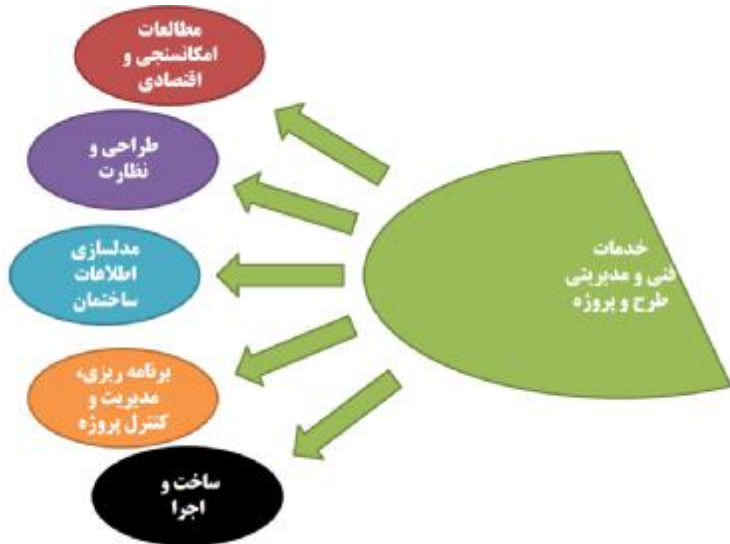 خدمات
فنی و مدیریتی
طرح و پروژه
مطالعات
امکانسنجی و
اقتصادی
طراحی و
نظارت
مدلسازی
اطلاعات
ساختمان
برنامه ریزی،
مدیریت و
کنترل پروژه
ساخت و
اجرا